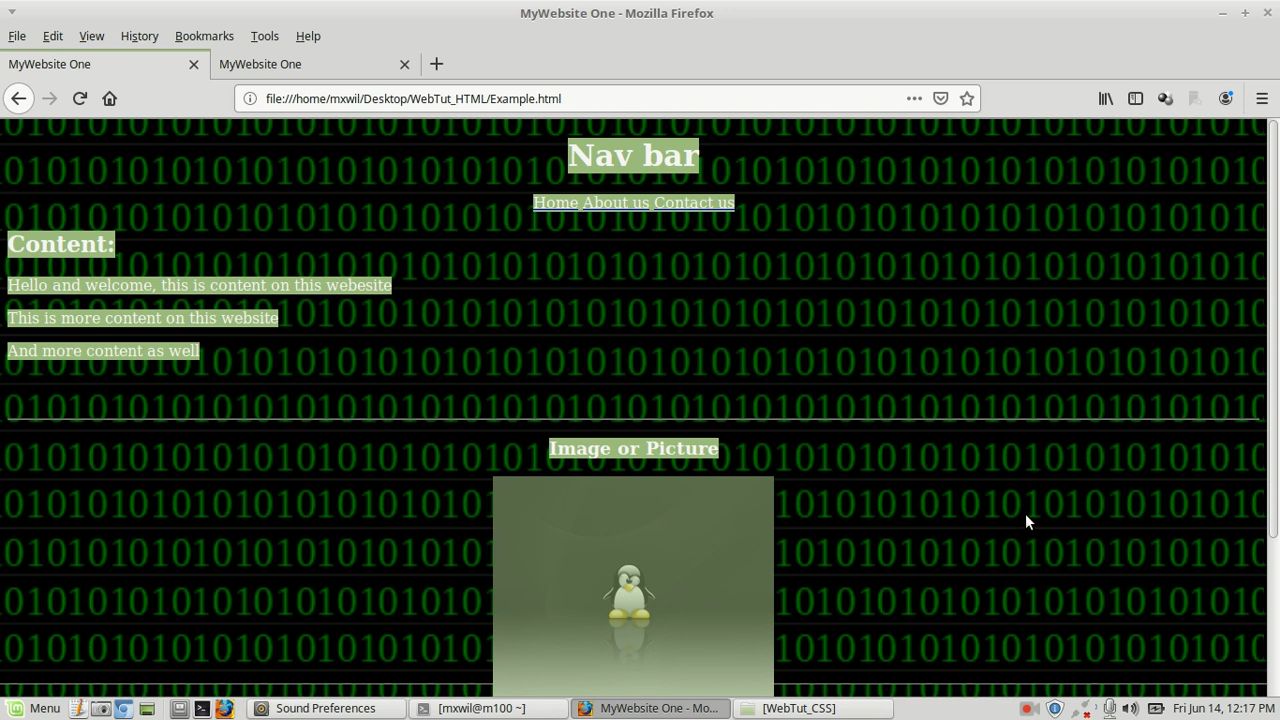 MyWebsite One - Mozilla Firefox
File Edit View History Bookmarks Tools Help
MyWebsite One MyWebsite One
file:///home/mxwil/Desktop/WebTut_HTML/Example.html
Nav bar
Home About us Contact us
Content:
Hello and welcome, this is content on this webesite
This is more content on this website
And more content as well
Image or Picture
Menu Sound Preferences [mxwil@m100 ~] MyWebsite One - Mo... [WebTut_CSS] Fri Jun 14, 12:17 PM